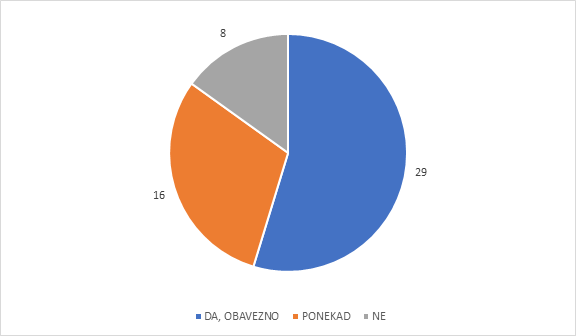 8
29
16
DA, OBAVEZNO PONEKAD NE